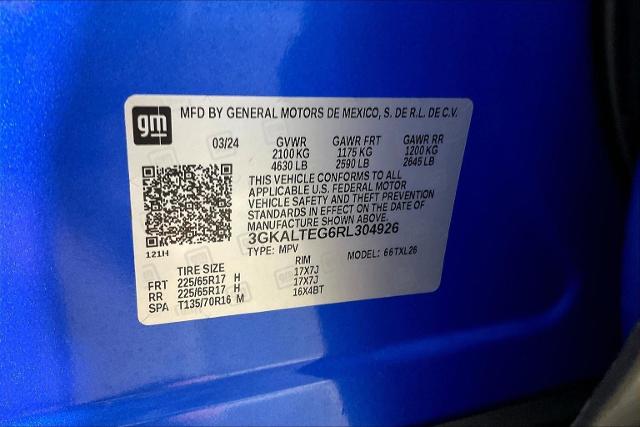 gm MFD BY GENERAL MOTORS DE MEXICO, S. DE R.L. DE C.V.
03/24 GVWR GAWR FRT GAWR RR
2100 KG 1175 KG 1200 KG
4630 LB 2590 LB 2645 LB
THIS VEHICLE CONFORMS TO ALL
APPLICABLE U.S. FEDERAL MOTOR
VEHICLE SAFETY AND THEFT PREVENTION
STANDARDS IN EFFECT ON THE DATE OF
MANUFACTURE SHOWN ABOVE.
3GKALTEG6RL304926
121H TYPE: MPV MODEL: 66TXL26
TIRE SIZE RIM
FRT 225/65R17 H 17X7J
RR 225/65R17 H 17X7J
SPA T135/70R16 M 16X4BT